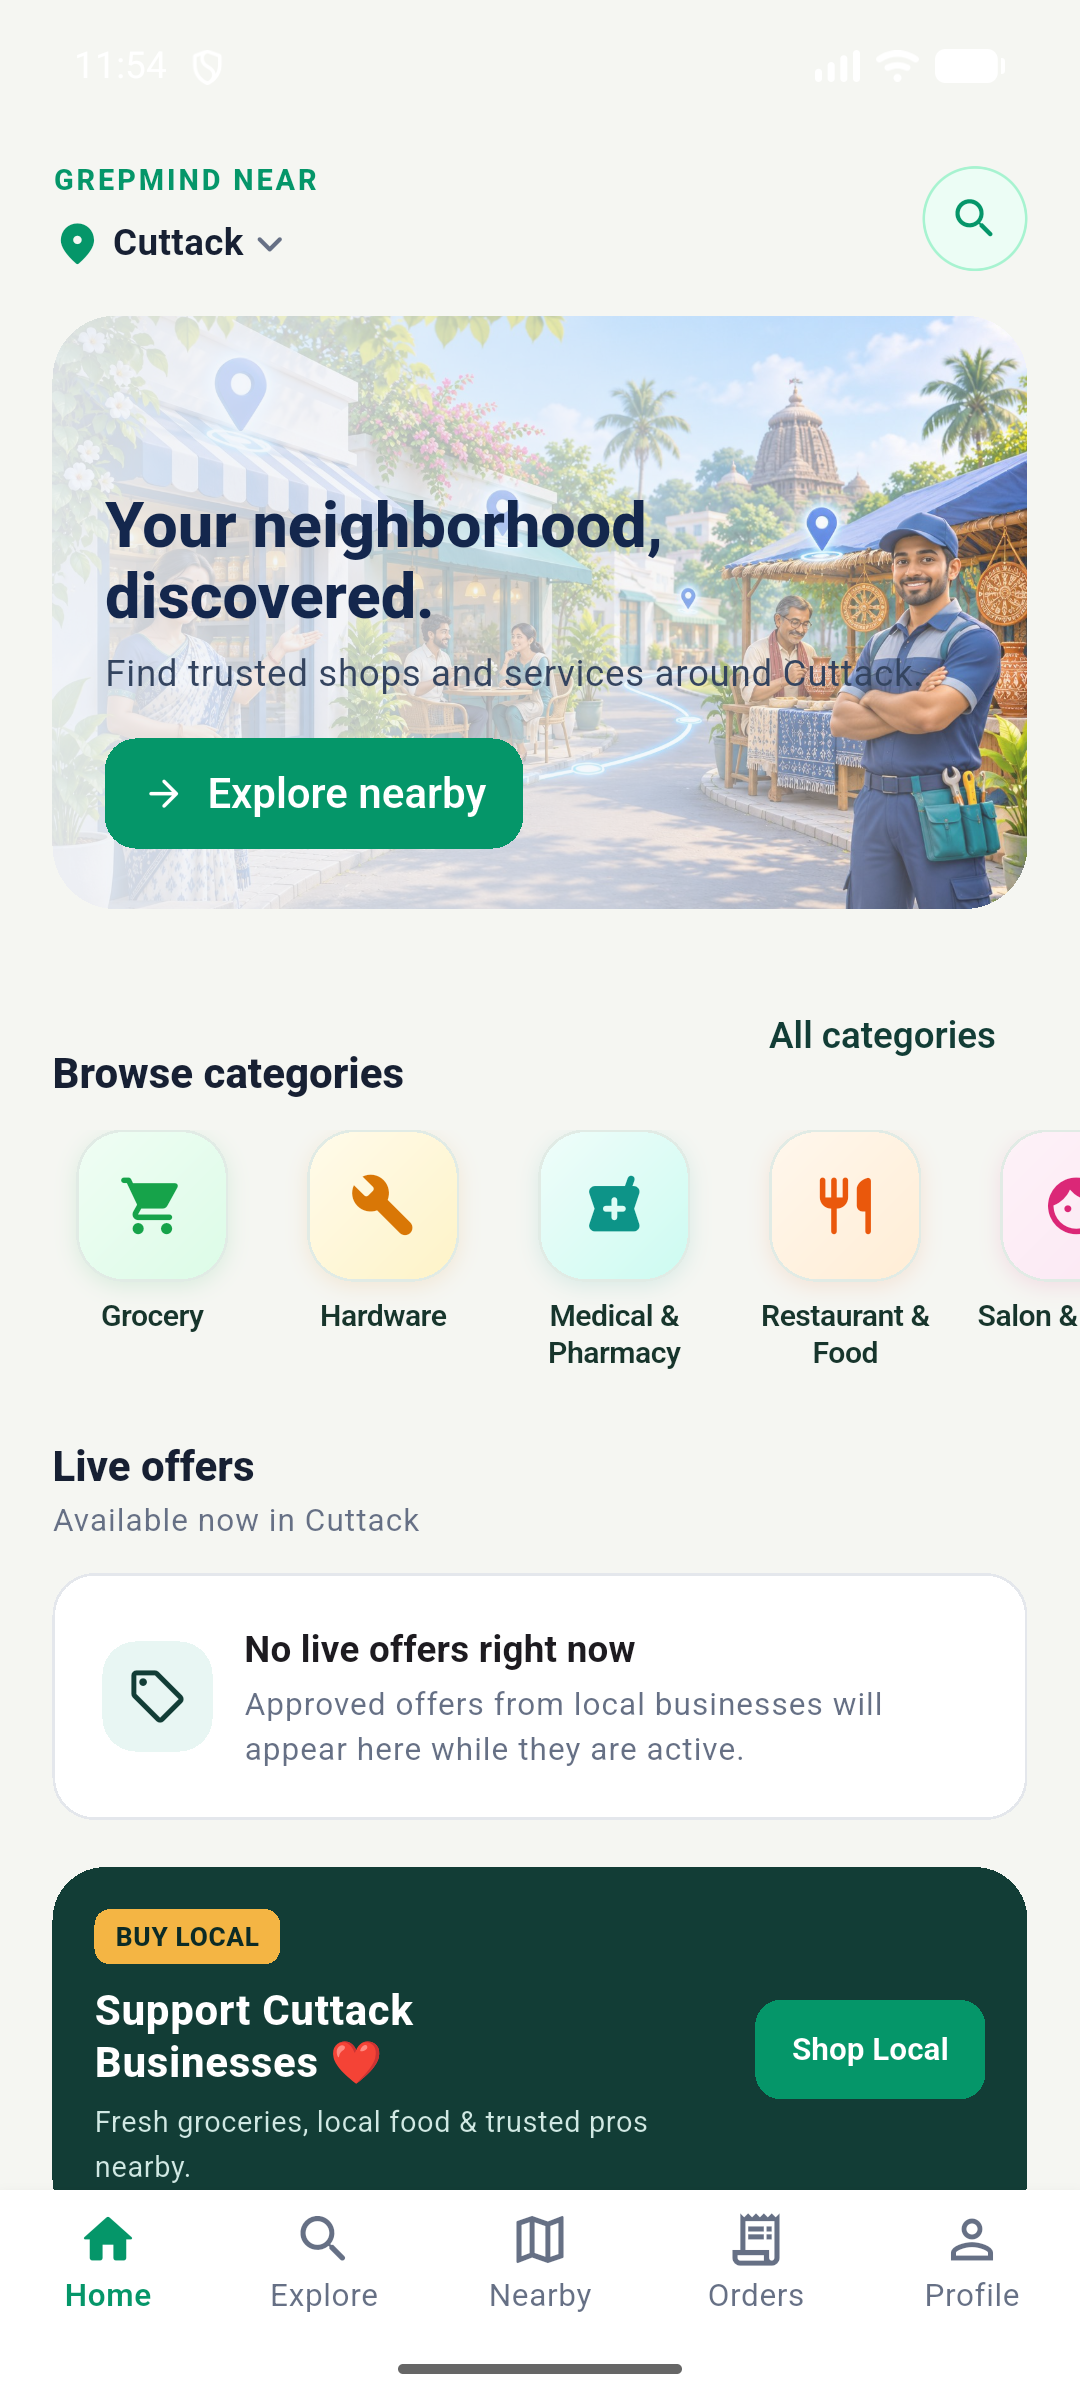 11:54
GREPMIND NEAR
Cuttack
Your neighborhood,
discovered.
Find trusted shops and services around Cuttack.
Explore nearby
All categories
Browse categories
Grocery
Hardware
Medical &
Pharmacy
Restaurant &
Food
Salon &
Live offers
Available now in Cuttack
No live offers right now
Approved offers from local businesses will
appear here while they are active.
BUY LOCAL
Support Cuttack
Businesses ❤️
Shop Local
Fresh groceries, local food & trusted pros
nearby.
Home
Explore
Nearby
Orders
Profile